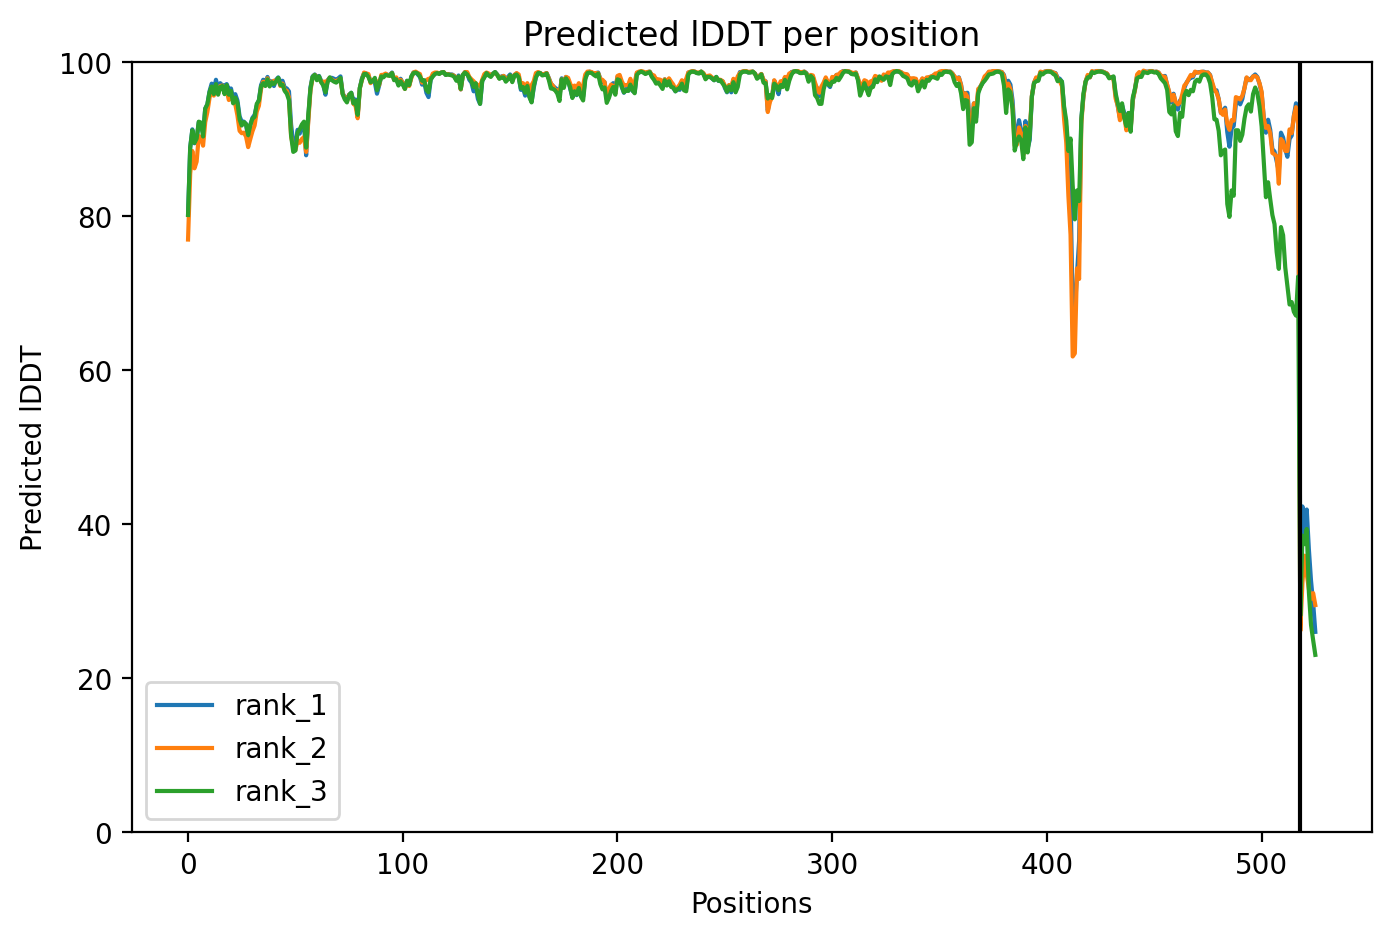 Predicted lDDT per position
100
80
60
40
20
0
Predicted lDDT
rank_1
rank_2
rank_3
0 100 200 300 400 500
Positions